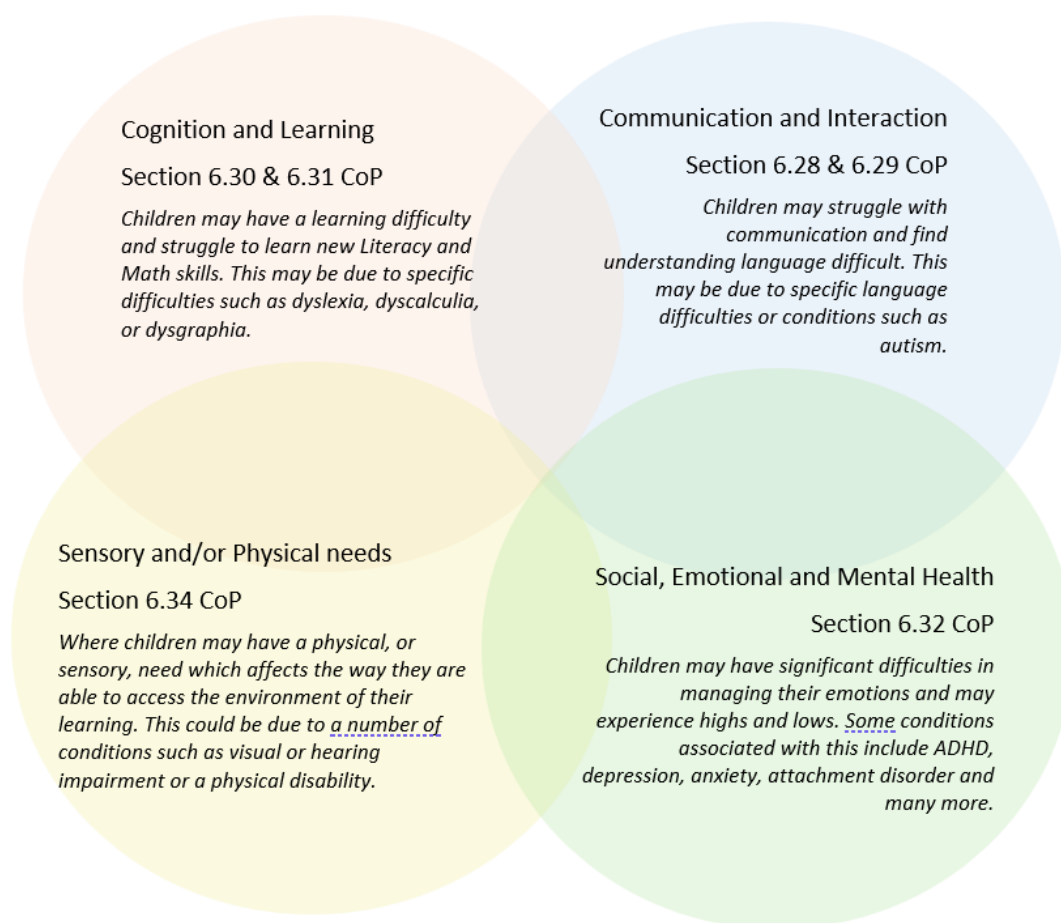 Cognition and Learning
Section 6.30 & 6.31 CoP
Children may have a learning difficulty
and struggle to learn new Literacy and
Math skills. This may be due to specific
difficulties such as dyslexia, dyscalculia,
or dysgraphia.
Communication and Interaction
Section 6.28 & 6.29 CoP
Children may struggle with
communication and find
understanding language difficult. This
may be due to specific language
difficulties or conditions such as
autism.
Sensory and/or Physical needs
Section 6.34 CoP
Where children may have a physical, or
sensory, need which affects the way they are
able to access the environment of their
learning. This could be due to a number of
conditions such as visual or hearing
impairment or a physical disability.
Social, Emotional and Mental Health
Section 6.32 CoP
Children may have significant difficulties in
managing their emotions and may
experience highs and lows. Some conditions
associated with this include ADHD,
depression, anxiety, attachment disorder and
many more.